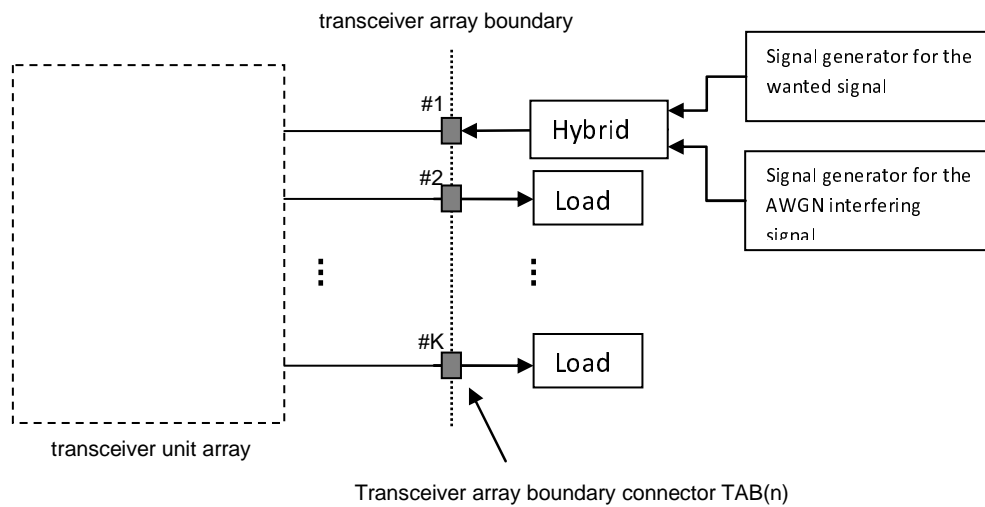 transceiver array boundary
Signal generator for the
wanted signal
#1
Hybrid
#2
Load
Signal generator for the
AWGN interfering
signal
#K
Load
transceiver unit array
Transceiver array boundary connector TAB(n)